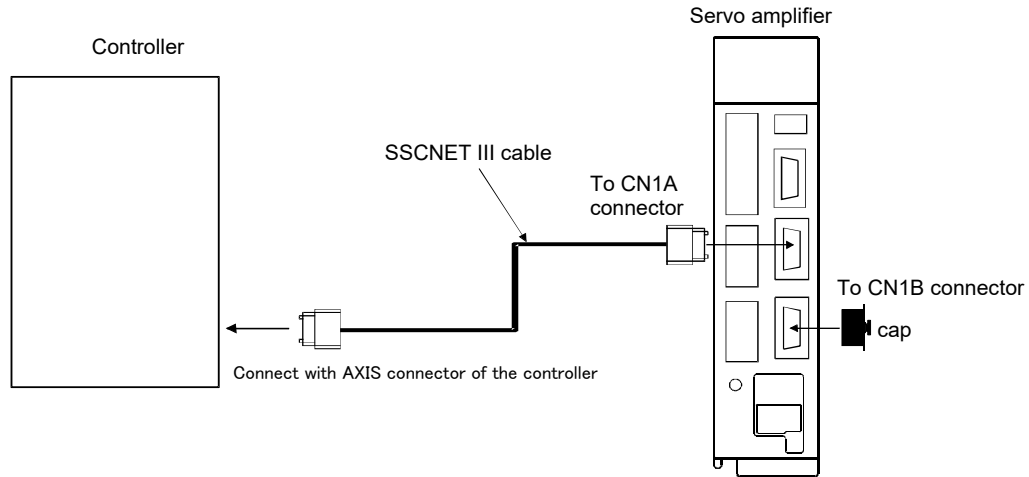 Servo amplifier
Controller
SSCNET III cable
To CN1A
connector
To CN1B connector
cap
Connect with AXIS connector of the controller